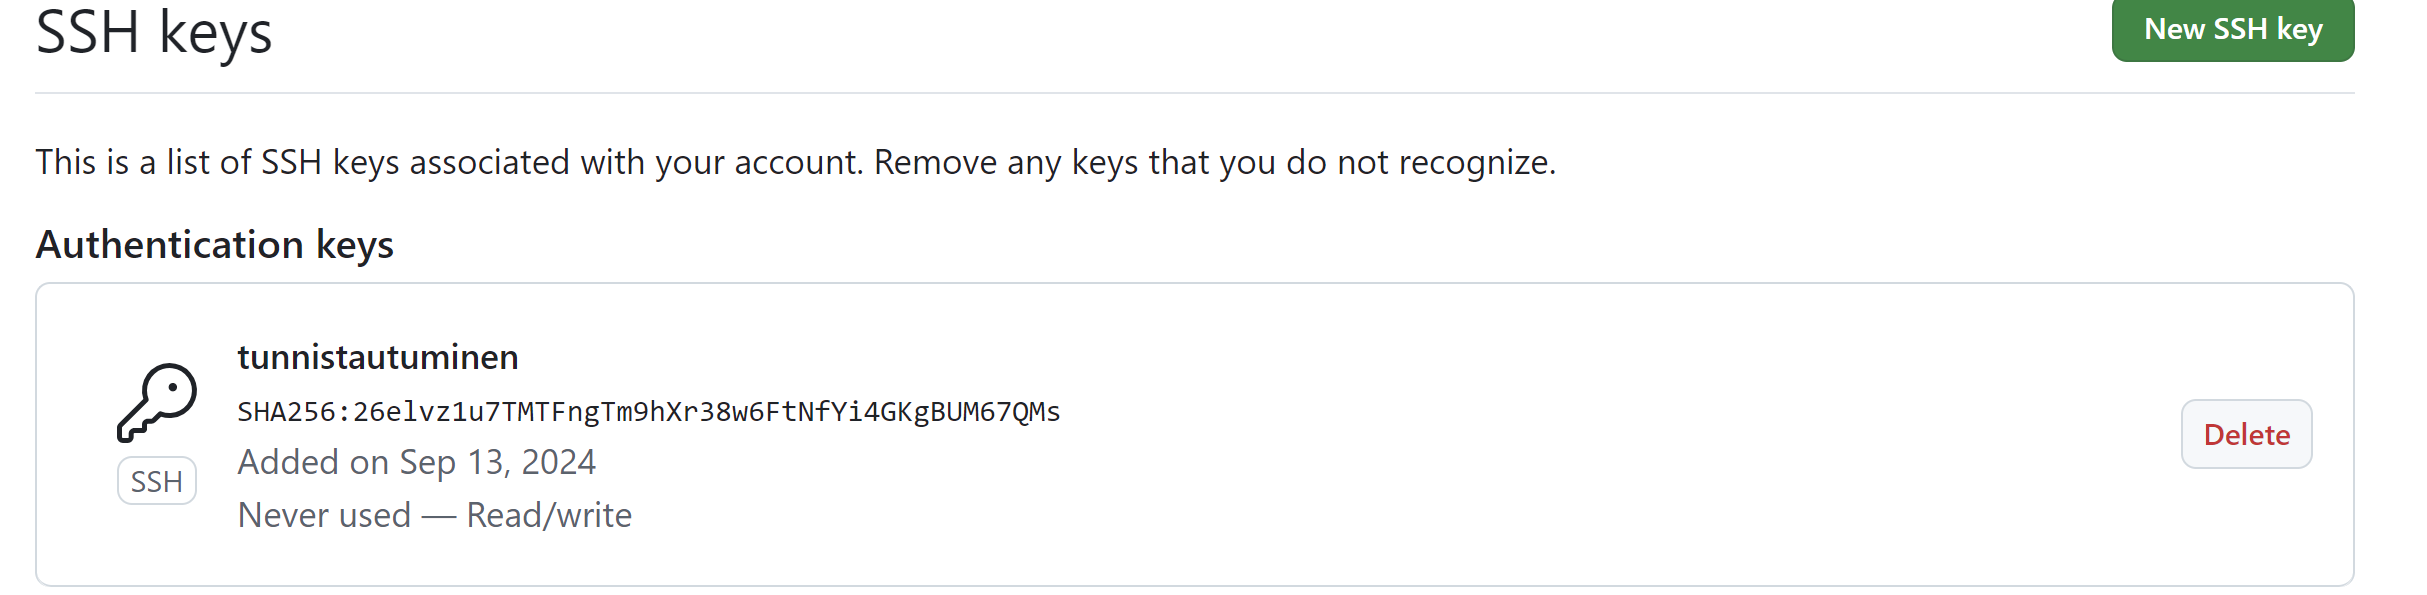 SSH keys
New SSH key
This is a list of SSH keys associated with your account. Remove any keys that you do not recognize.
Authentication keys
tunnistautuminen
SHA256:26elvz1u7TMTFngTm9hXr38w6FtNfYi4GKgBUM67QMs
Added on Sep 13, 2024
Never used — Read/write
SSH
Delete